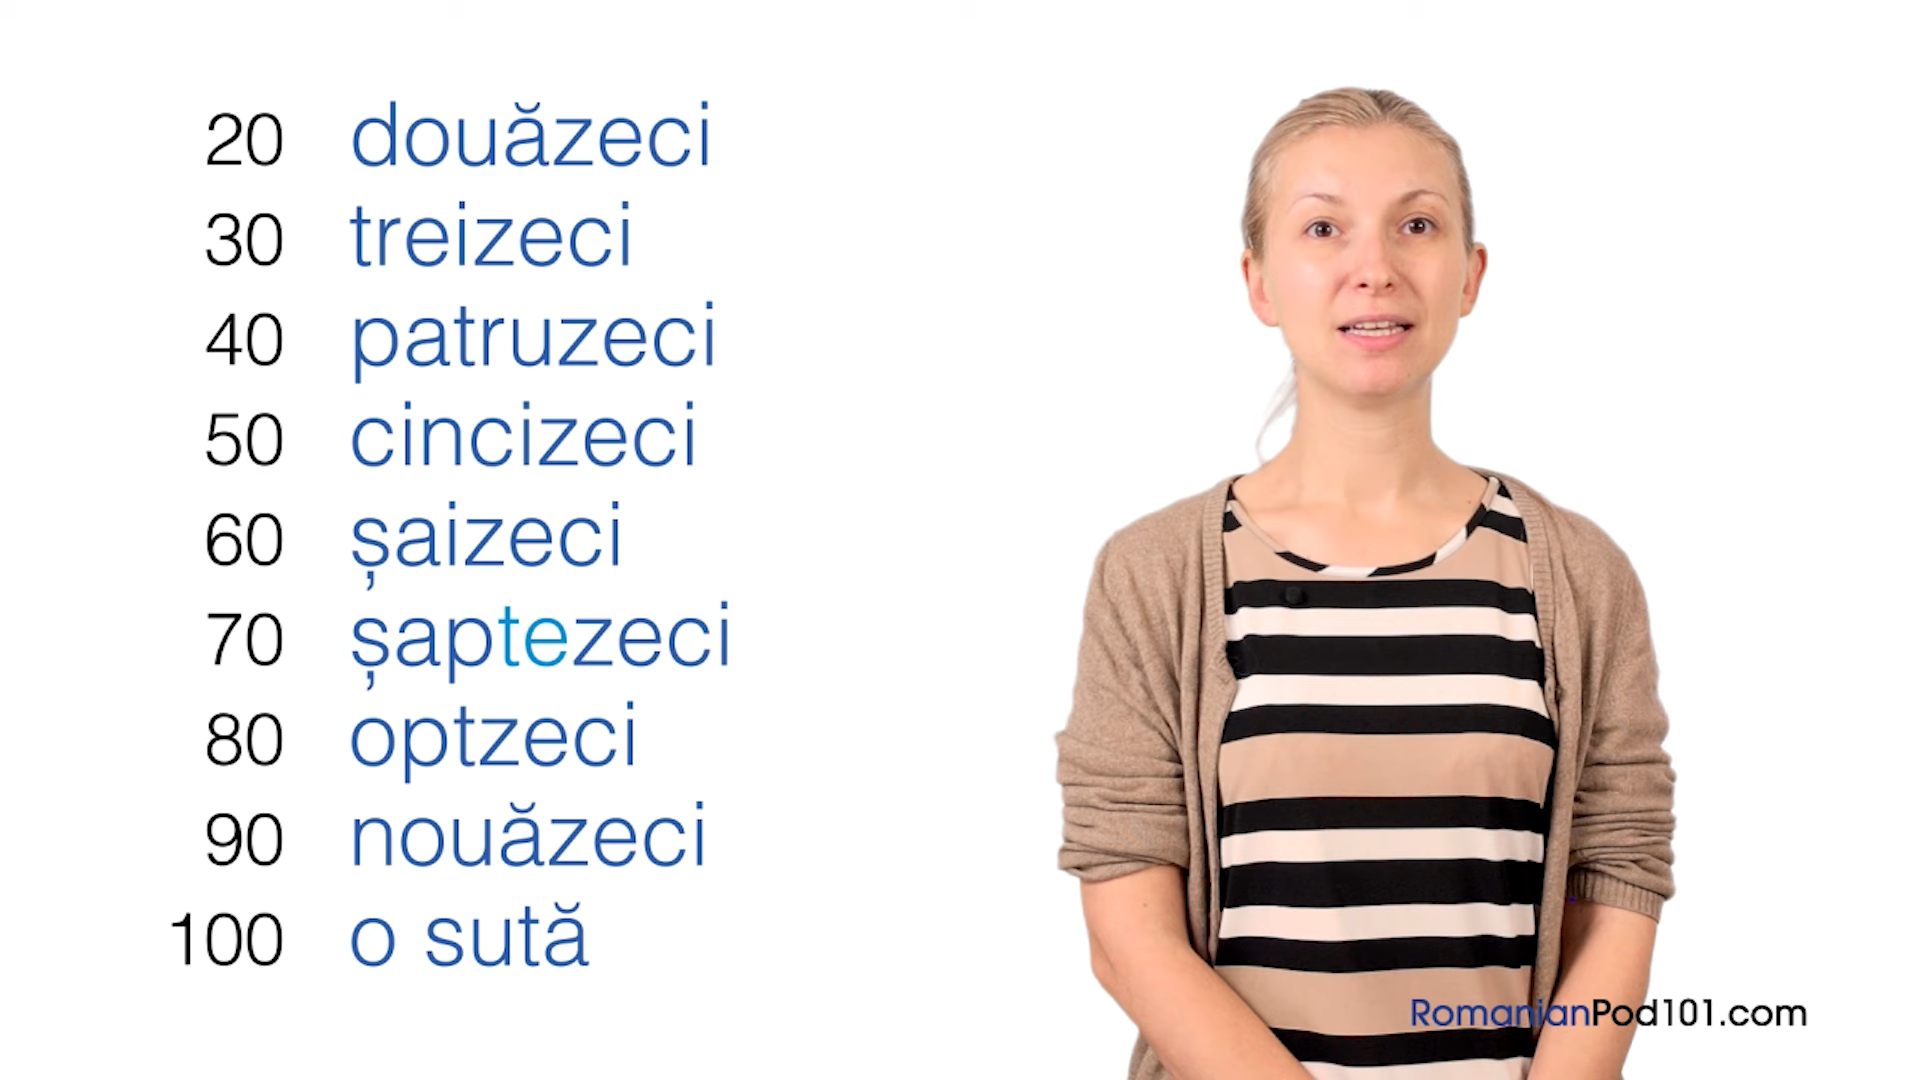 20 douăzeci
30 treizeci
40 patruzeci
50 cincizeci
60 șaizeci
70 șaptezeci
80 optzeci
90 nouăzeci
100 o sută
RomanianPod101.com